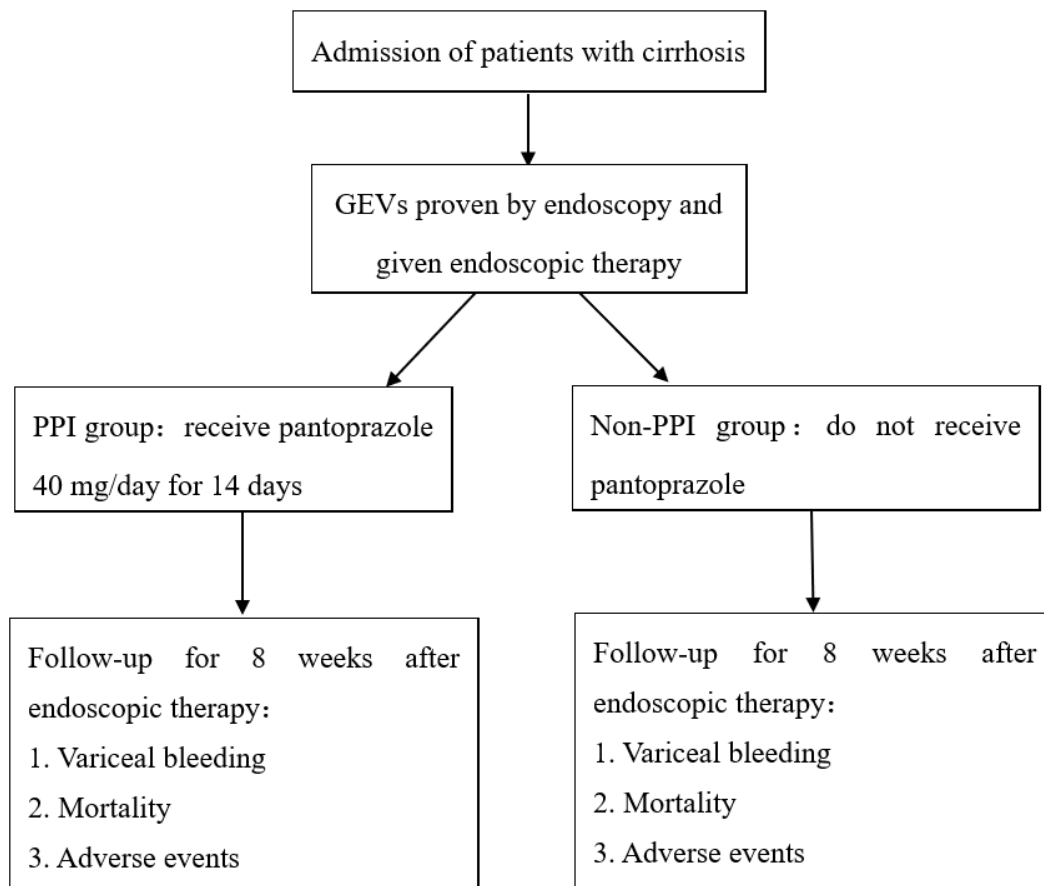 Admission of patients with cirrhosis
GEVs proven by endoscopy and
given endoscopic therapy
PPI group：receive pantoprazole
40 mg/day for 14 days
Non-PPI group：do not receive
pantoprazole
Follow-up for 8 weeks after
endoscopic therapy：
1. Variceal bleeding
2. Mortality
3. Adverse events
Follow-up for 8 weeks after
endoscopic therapy：
1. Variceal bleeding
2. Mortality
3. Adverse events